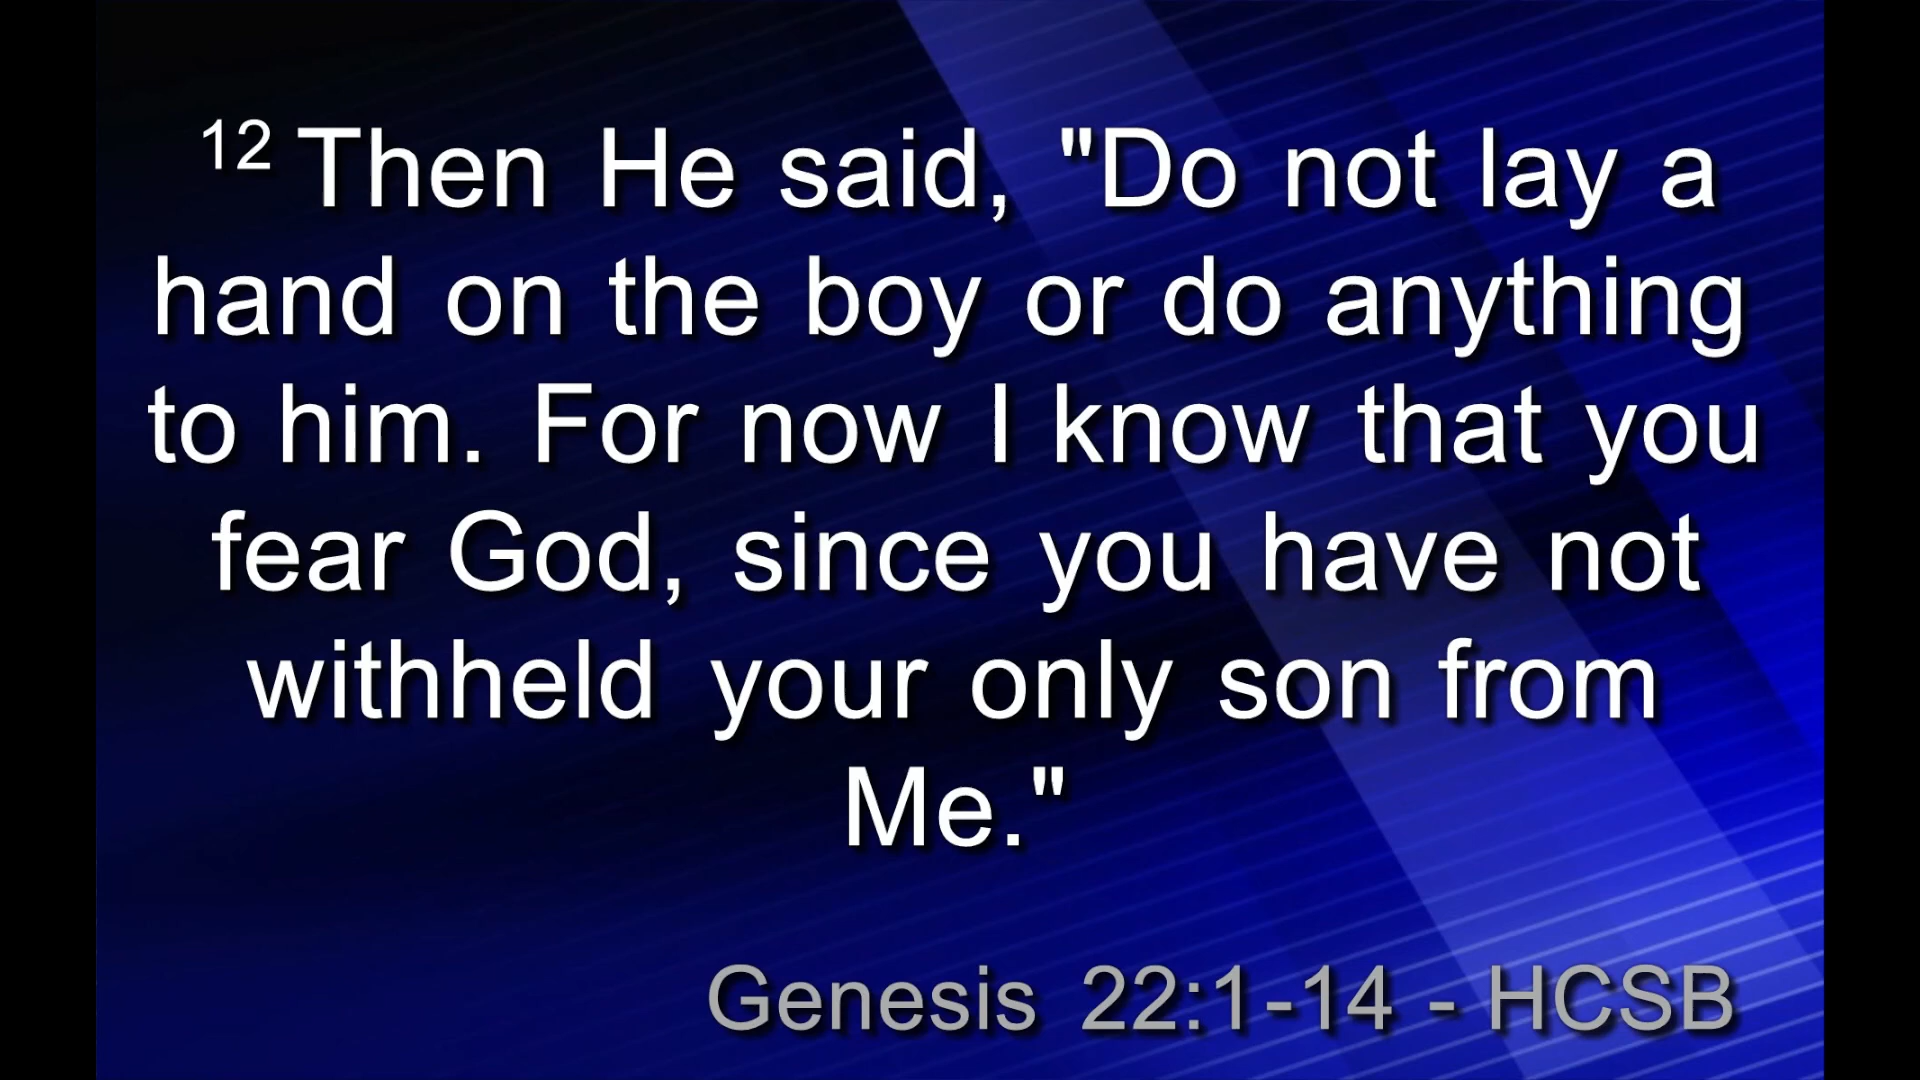 12 Then He said, "Do not lay a
hand on the boy or do anything
to him. For now I know that you
fear God, since you have not
withheld your only son from
Me."
Genesis 22:1-14 - HCSB